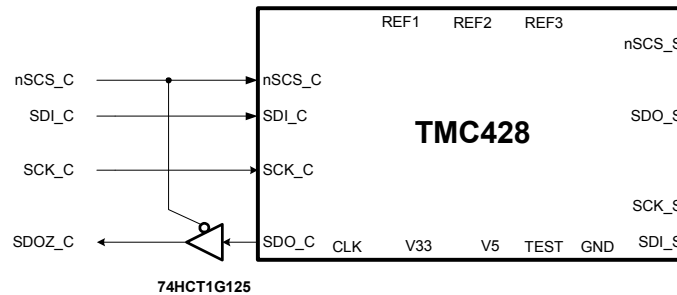 REF1 REF2 REF3
nSCS_S
nSCS_C nSCS_C
SDI_C SDI_C SDO_S
TMC428
SCK_C SCK_C
SCK_S
SDOZ_C SDO_C CLK V33 V5 TEST GND SDI_S
74HCT1G125